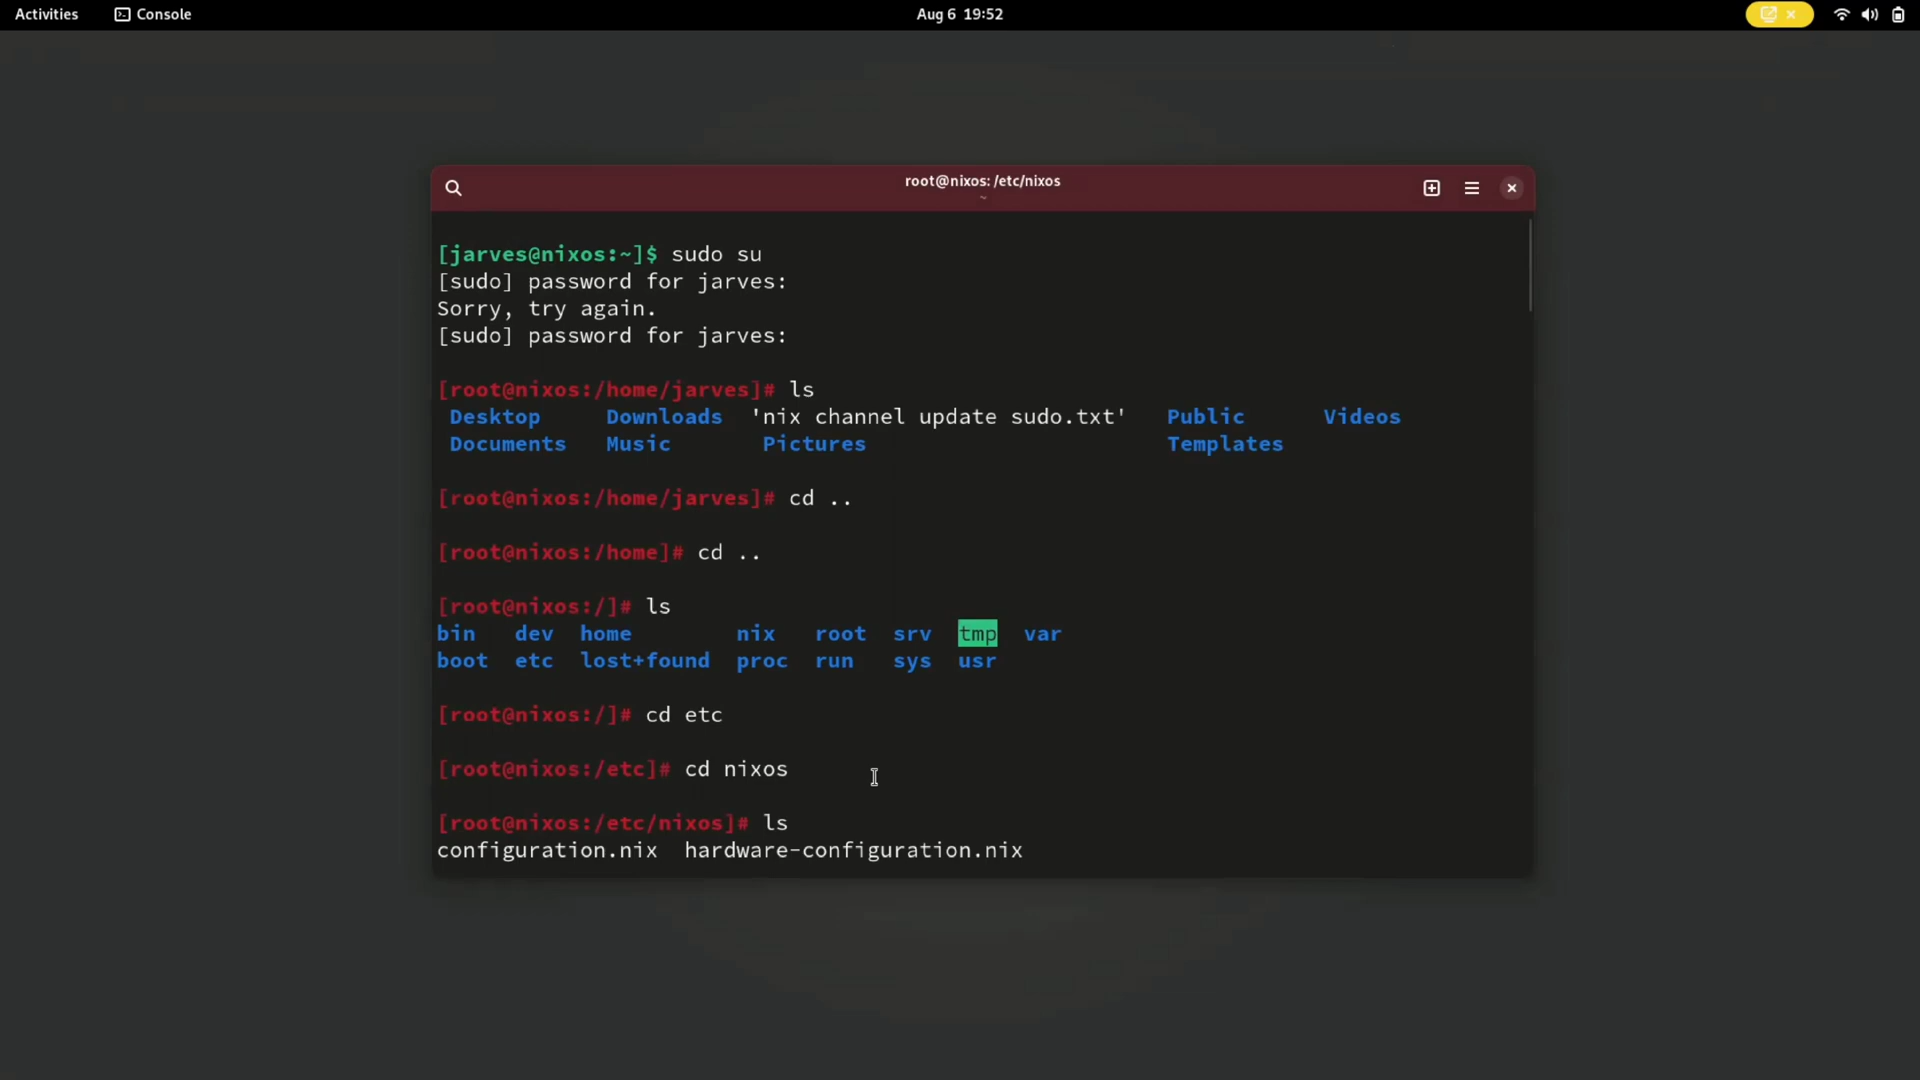 Activities Console Aug 6 19:52
root@nixos: /etc/nixos
~
[jarves@nixos:~]$ sudo su
[sudo] password for jarves:
Sorry, try again.
[sudo] password for jarves:
[root@nixos:/home/jarves]# ls
Desktop Downloads 'nix channel update sudo.txt' Public Videos
Documents Music Pictures Templates
[root@nixos:/home/jarves]# cd ..
[root@nixos:/home]# cd ..
[root@nixos:/]# ls
bin dev home nix root srv tmp var
boot etc lost+found proc run sys usr
[root@nixos:/]# cd etc
[root@nixos:/etc]# cd nixos
[root@nixos:/etc/nixos]# ls
configuration.nix hardware-configuration.nix